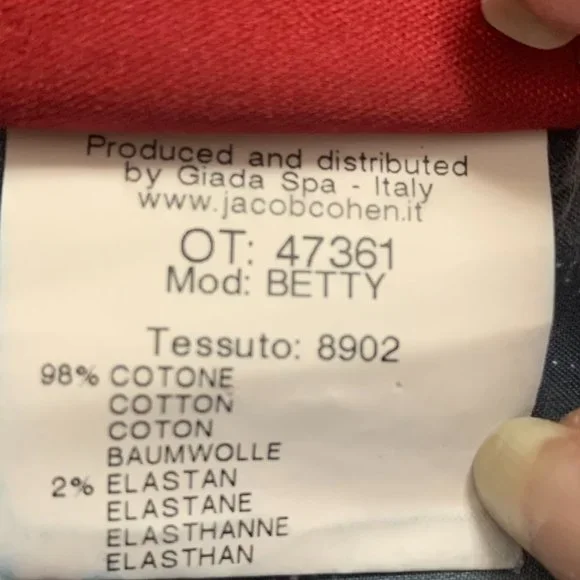 Produced and distributed
by Giada Spa - Italy
www.jacobcohen.it
OT: 47361
Mod: BETTY
Tessuto: 8902
98% COTONE
COTTON
COTON
BAUMWOLLE
2% ELASTAN
ELASTANE
ELASTHANNE
ELASTHAN